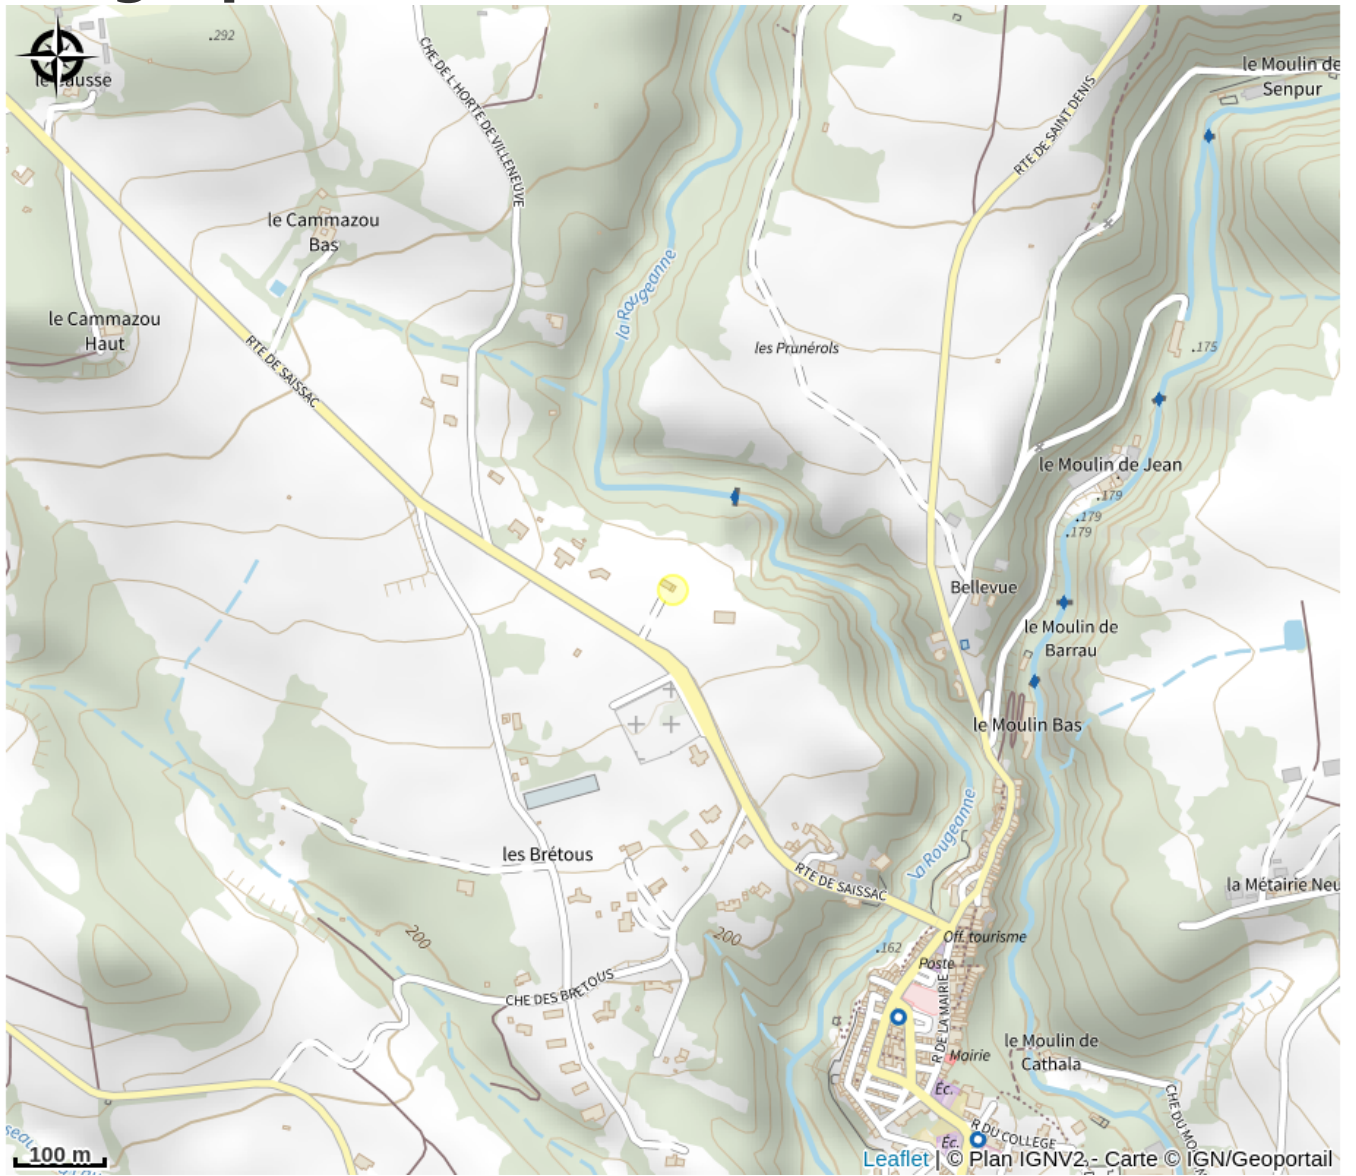 .292
CHE DE L'HORTE DE VILLENEUVE
le Moulin de
Senpur
RTE DE SAINT DENIS
le Cammazou
Bas
la Rougeanne
le Cammazou
Haut
RTE DE SAISSAC
les Prunérols
.175
le Moulin de Jean
.179
.179
.179
Bellevue
le Moulin de
Barrau
le Moulin Bas
la Rougeanne
les Brétous
RTE DE SAISSAC
la Métairie Neu
200
200
.162
Off. tourisme
Poste
CHE DES BRETOUS
R DE LA MAIRIE
Mairie
le Moulin de
Cathala
Éc.
CHE DU MO
R DU COLLEGE
Éc.
100 m
Leaflet | © Plan IGNV2 - Carte © IGN/Geoportail